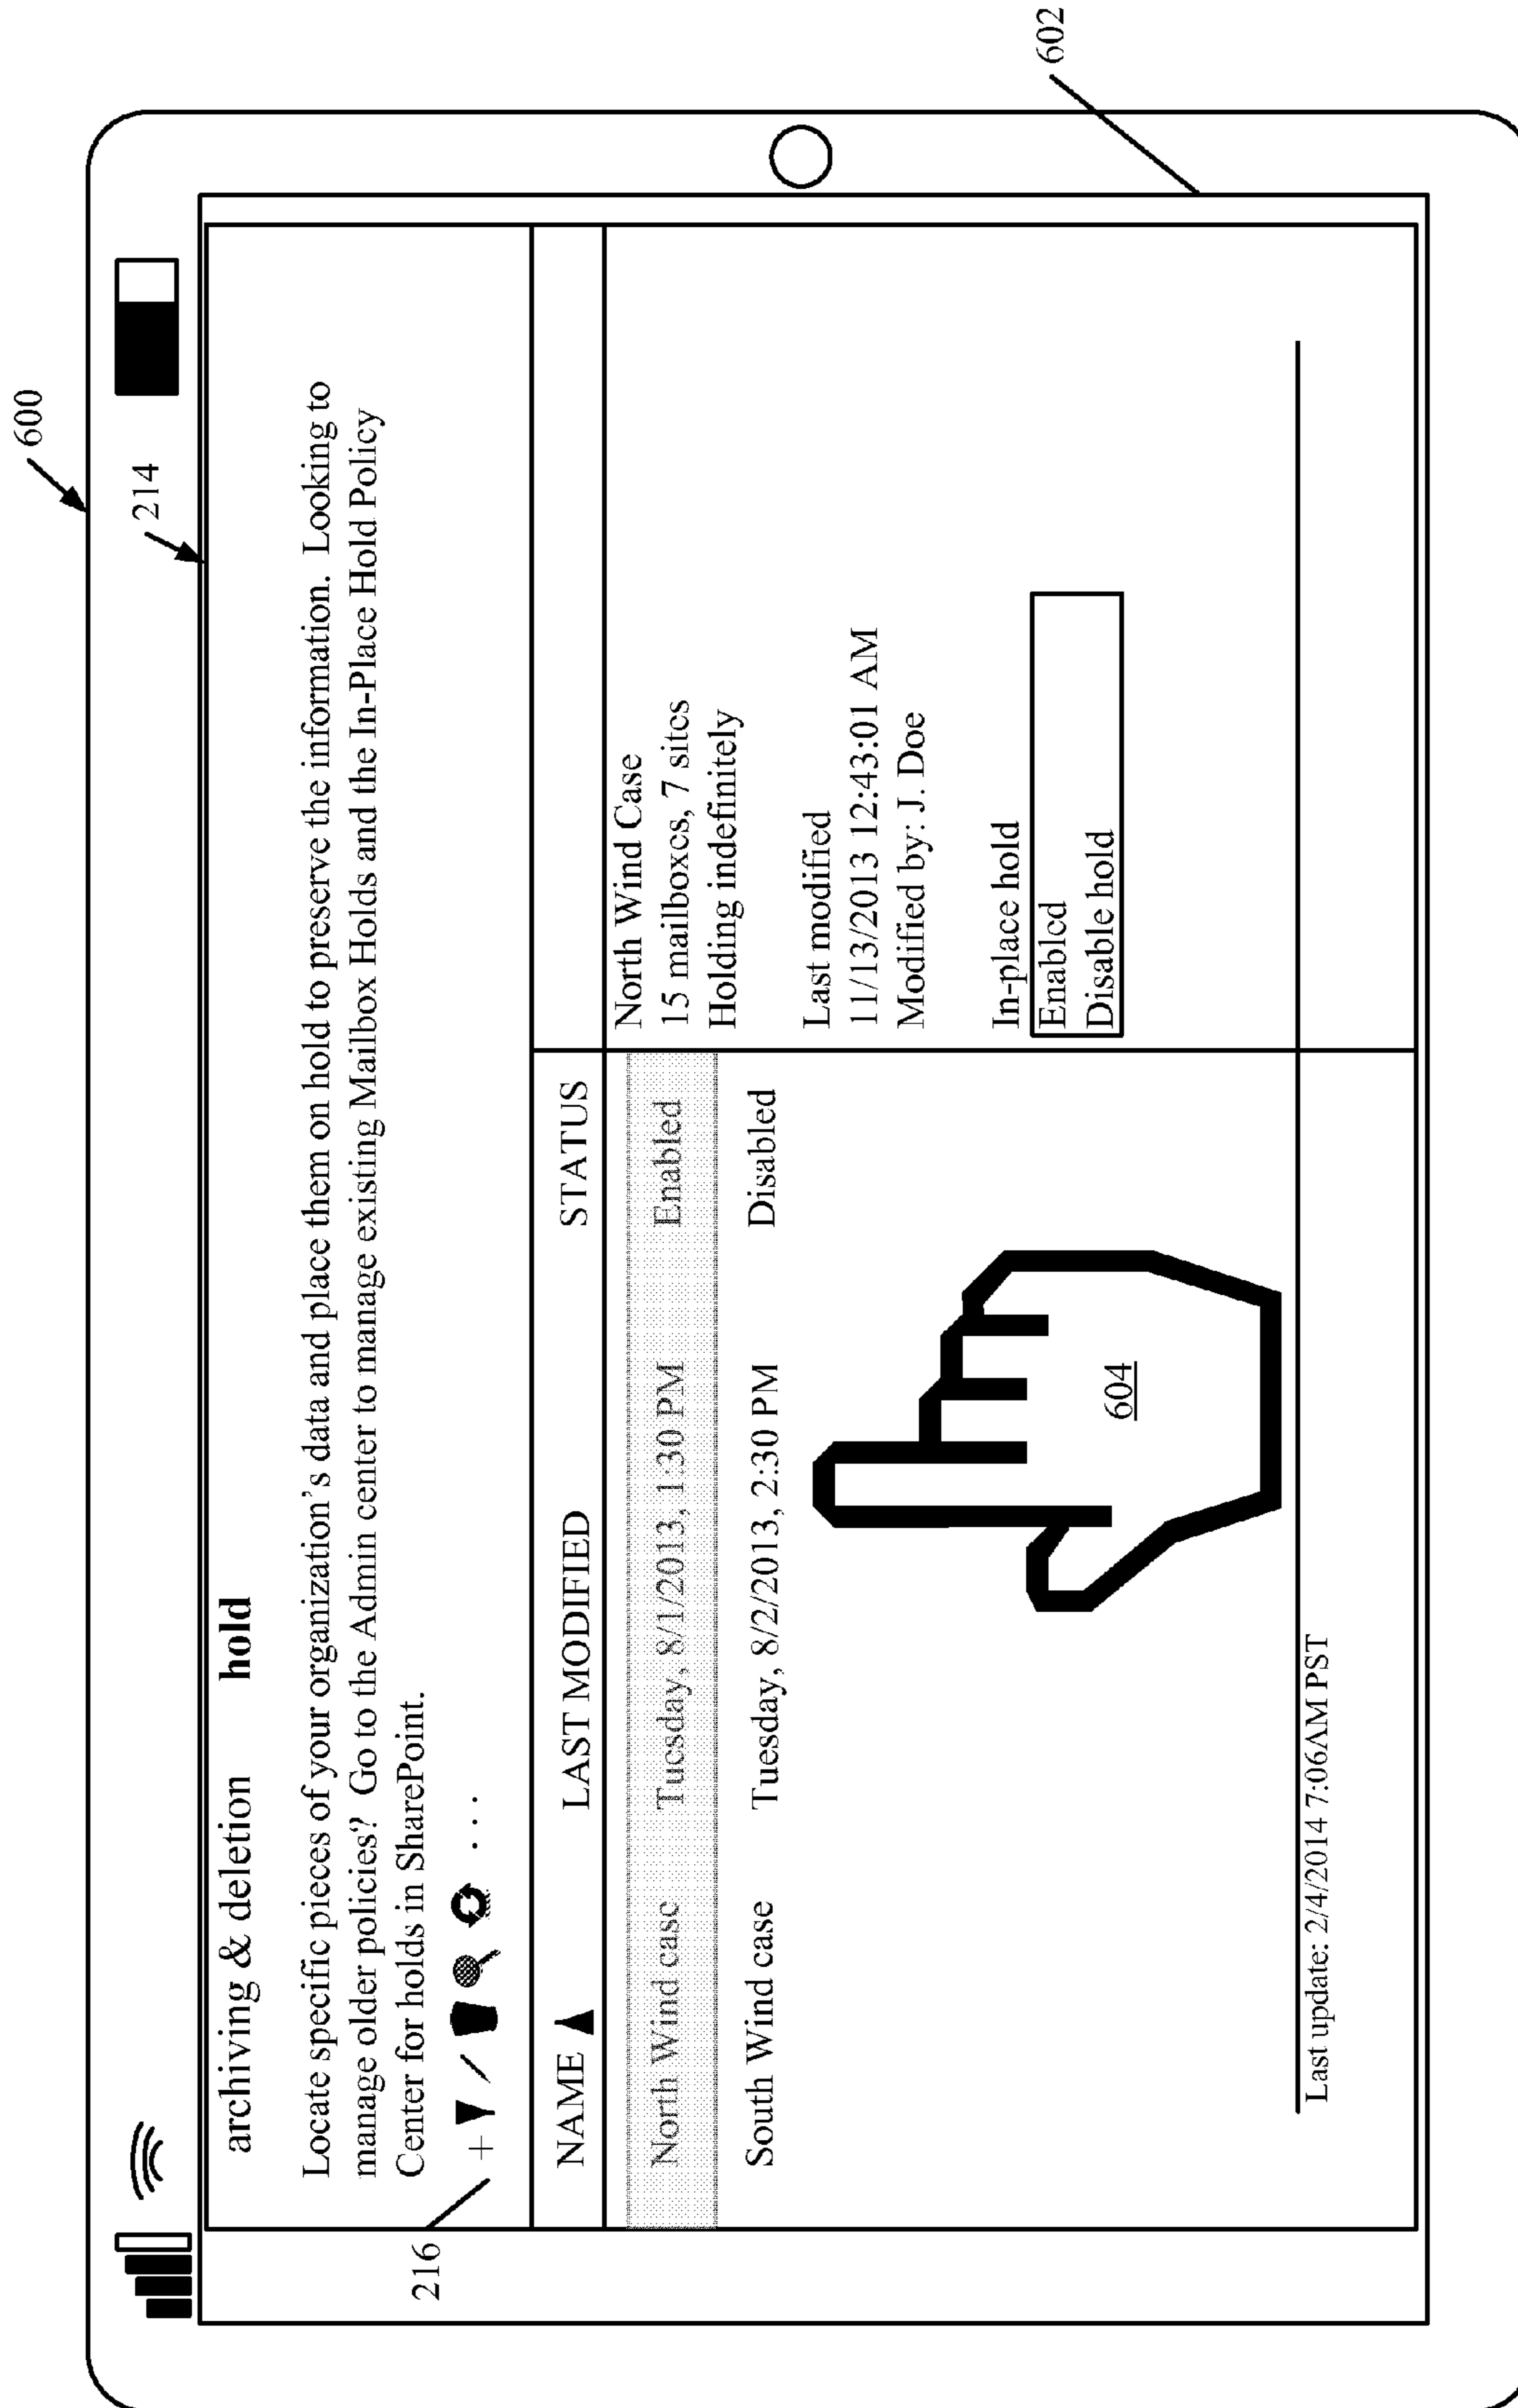 600
214
archiving & deletion hold
Locate specific pieces of your organization's data and place them on hold to preserve the information. Looking to
manage older policies? Go to the Admin center to manage existing Mailbox Holds and the In-Place Hold Policy
Center for holds in SharePoint.
216
+ ...
NAME LAST MODIFIED STATUS
North Wind case Tuesday, 8/1/2013, 1:30 PM Enabled
South Wind case Tuesday, 8/2/2013, 2:30 PM Disabled
North Wind Case
15 mailboxes, 7 sites
Holding indefinitely
Last modified
11/13/2013 12:43:01 AM
Modified by: J. Doe
In-place hold
Enabled
Disable hold
604
Last update: 2/4/2014 7:06AM PST
602